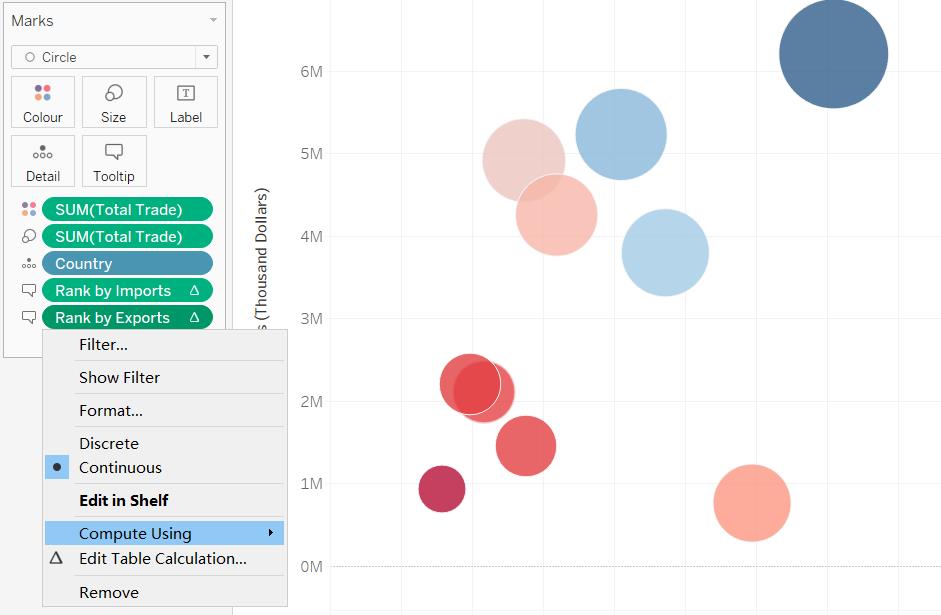 Marks
Circle
Colour
Size
Label
Detail
Tooltip
SUM(Total Trade)
SUM(Total Trade)
Country
Rank by Imports
Rank by Exports
Filter...
Show Filter
Format...
Discrete
Continuous
Edit in Shelf
Compute Using
Edit Table Calculation...
Remove
(Thousand Dollars)
6M
5M
4M
3M
2M
1M
0M